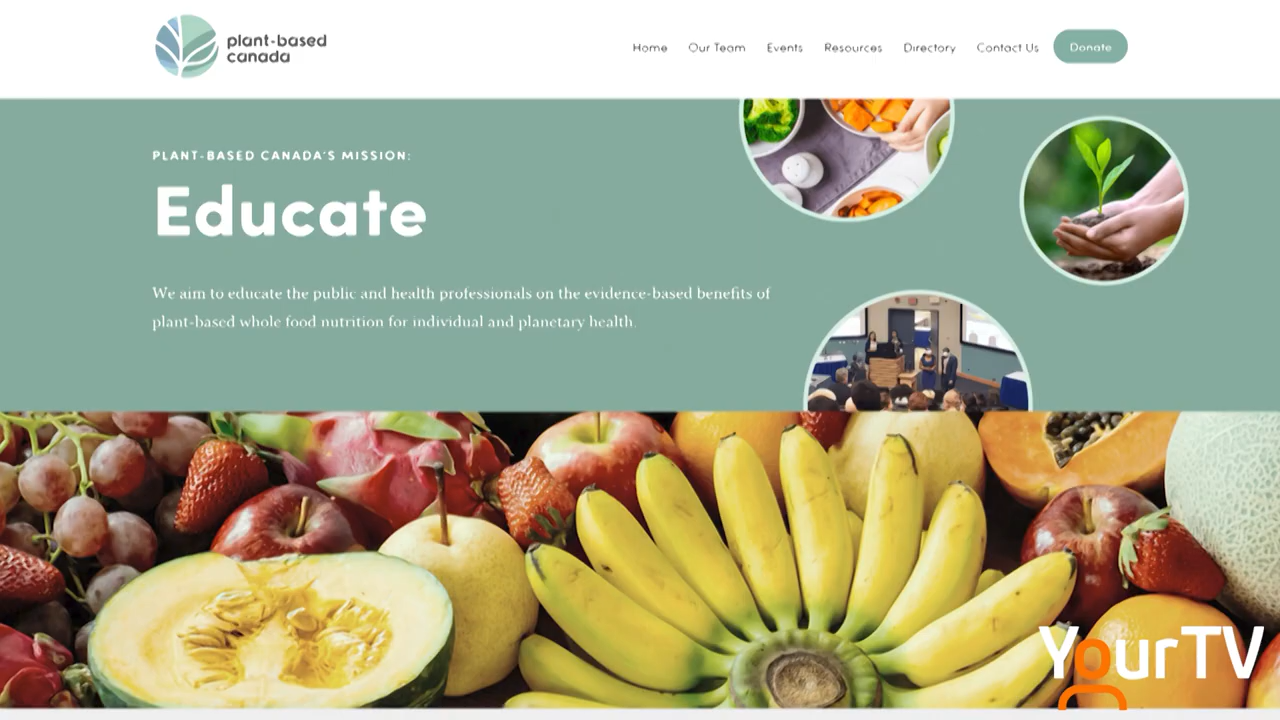 plant-based
canada
Home Our Team Events Resources Directory Contact Us Donate
PLANT-BASED CANADA'S MISSION:
Educate
We aim to educate the public and health professionals on the evidence-based benefits of
plant-based whole food nutrition for individual and planetary health.
YourTV